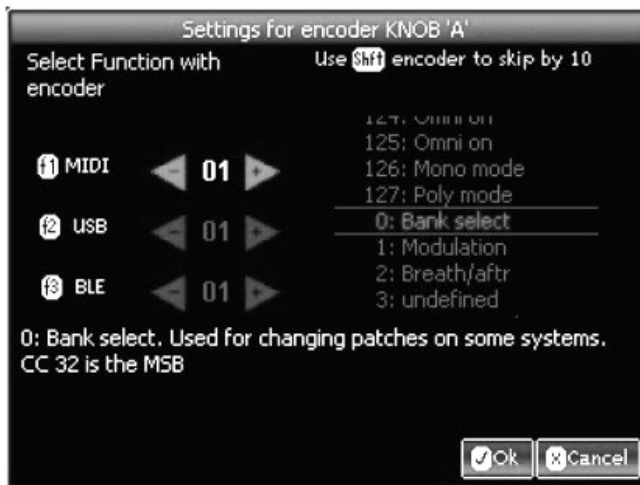 Settings for encoder KNOB 'A'
Select Function with
encoder
Use Shft encoder to skip by 10
f1 MIDI 01
f2 USB 01
f3 BLE 01
124: Omni on
125: Omni on
126: Mono mode
127: Poly mode
0: Bank select
1: Modulation
2: Breath/aftr
3: undefined
0: Bank select. Used for changing patches on some systems.
CC 32 is the MSB
Ok Cancel